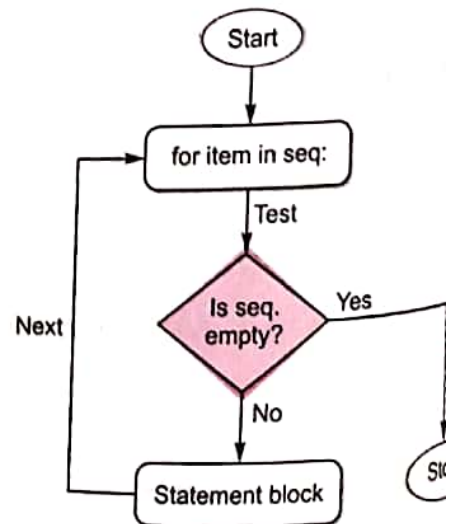 Start
for item in seq:
Test
Is seq.
empty?
Yes
Next
No
Statement block